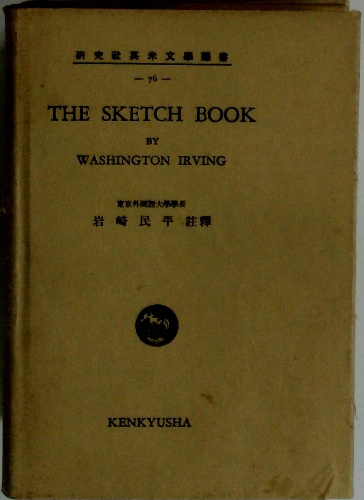 研究社英米文學叢書
— 76 —
THE SKETCH BOOK
BY
WASHINGTON IRVING
東京外國語大學學長
岩崎民平註釋
KENKYUSHA